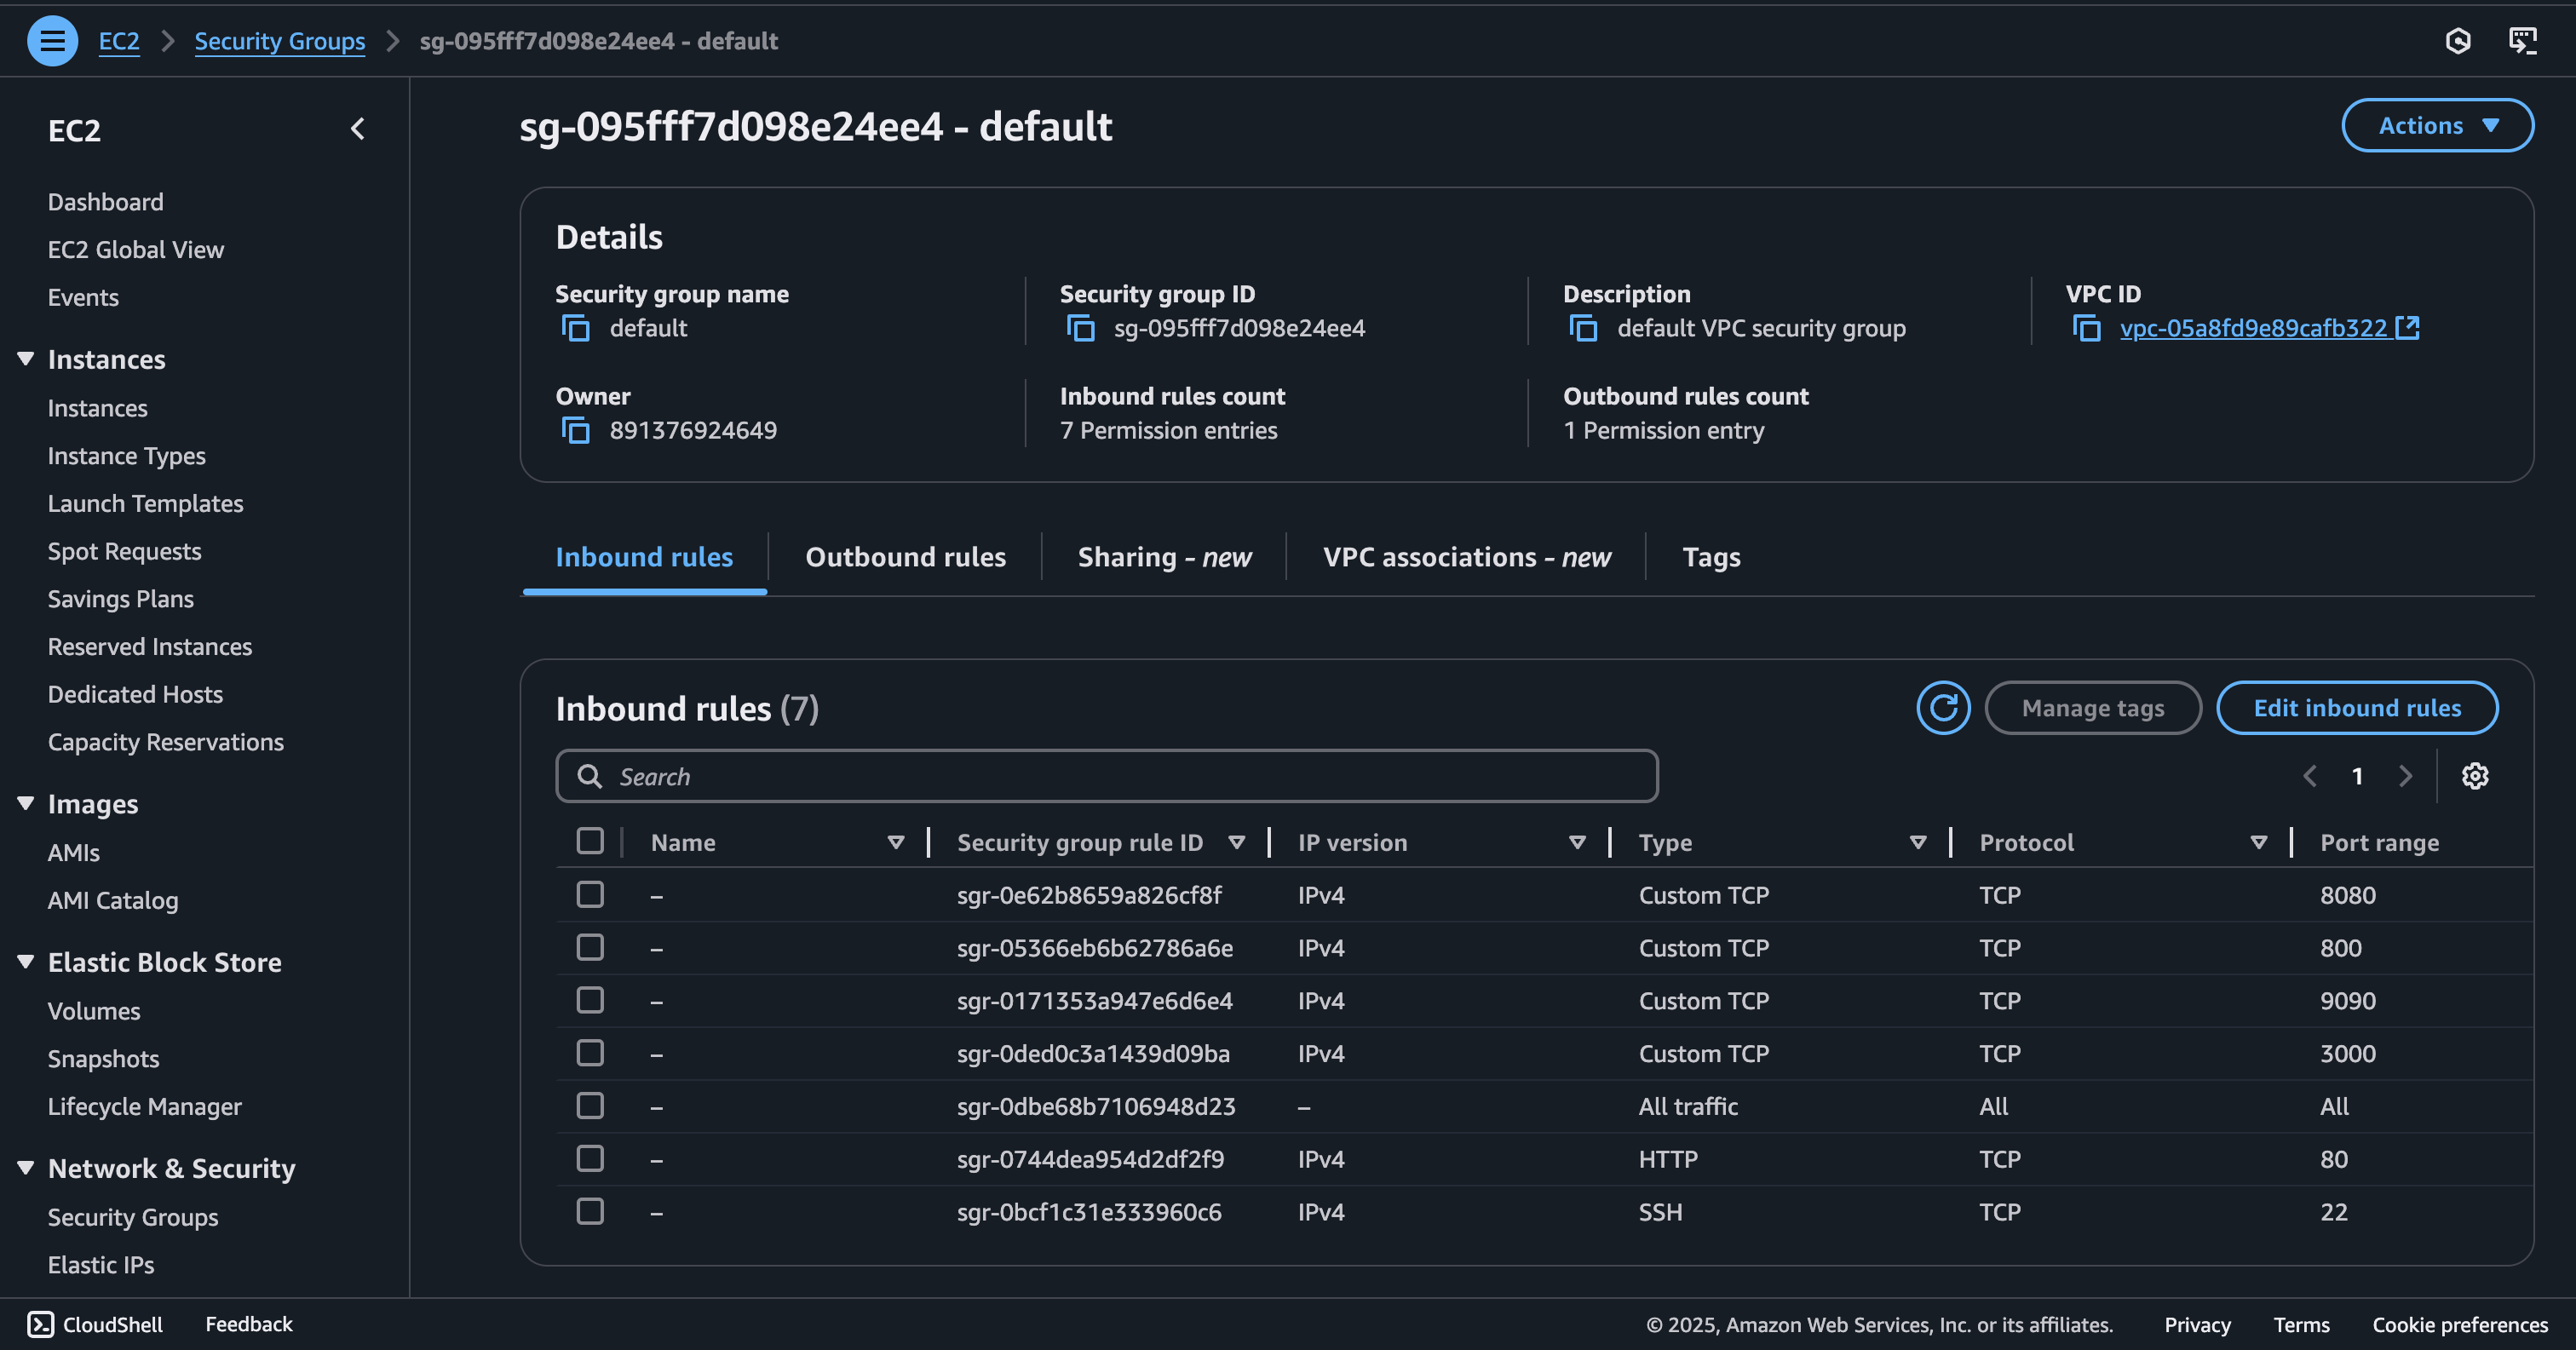 EC2 > Security Groups > sg-095fff7d098e24ee4 - default
EC2
Dashboard
EC2 Global View
Events
Instances
Instances
Instance Types
Launch Templates
Spot Requests
Savings Plans
Reserved Instances
Dedicated Hosts
Capacity Reservations
Images
AMIs
AMI Catalog
Elastic Block Store
Volumes
Snapshots
Lifecycle Manager
Network & Security
Security Groups
Elastic IPs
sg-095fff7d098e24ee4 - default
Actions
Details
Security group name
default
Security group ID
sg-095fff7d098e24ee4
Description
default VPC security group
VPC ID
vpc-05a8fd9e89cafb322
Owner
891376924649
Inbound rules count
7 Permission entries
Outbound rules count
1 Permission entry
Inbound rules Outbound rules Sharing - new VPC associations - new Tags
Inbound rules (7)
Manage tags
Edit inbound rules
Search
1
Name Security group rule ID IP version Type Protocol Port range
– sgr-0e62b8659a826cf8f IPv4 Custom TCP TCP 8080
– sgr-05366eb6b62786a6e IPv4 Custom TCP TCP 800
– sgr-0171353a947e6d6e4 IPv4 Custom TCP TCP 9090
– sgr-0ded0c3a1439d09ba IPv4 Custom TCP TCP 3000
– sgr-0dbe68b7106948d23 – All traffic All All
– sgr-0744dea954d2df2f9 IPv4 HTTP TCP 80
– sgr-0bcf1c31e333960c6 IPv4 SSH TCP 22
CloudShell Feedback © 2025, Amazon Web Services, Inc. or its affiliates. Privacy Terms Cookie preferences